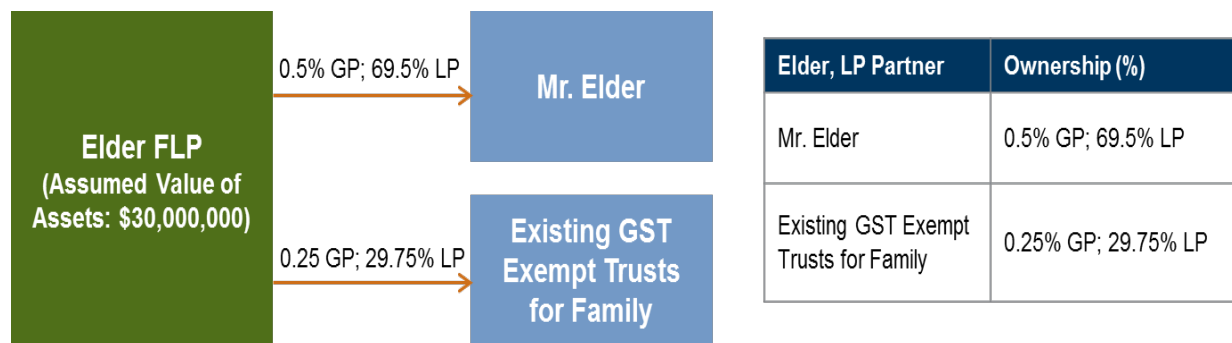 Elder FLP
(Assumed Value of
Assets: $30,000,000)
0.5% GP; 69.5% LP
Mr. Elder
0.25 GP; 29.75% LP
Existing GST
Exempt Trusts
for Family
Elder, LP Partner Ownership (%)
Mr. Elder 0.5% GP; 69.5% LP
Existing GST Exempt
Trusts for Family 0.25% GP; 29.75% LP